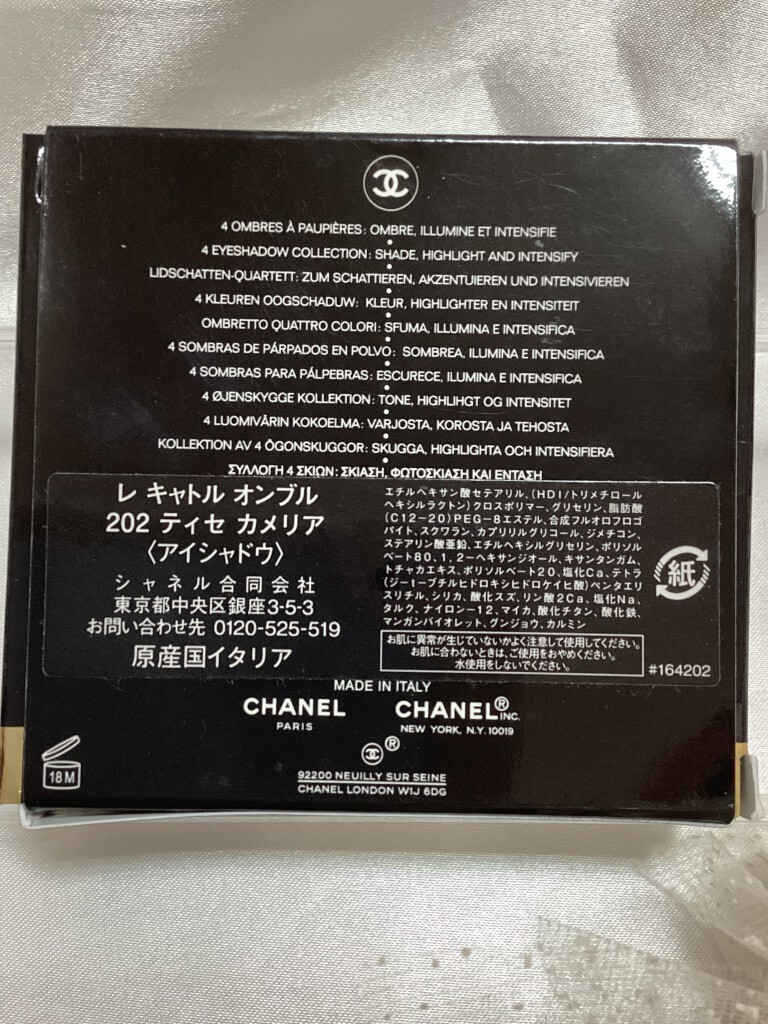 4 OMBRES À PAUPIÈRES: OMBRE, ILLUMINE ET INTENSIFIE
4 EYESHADOW COLLECTION: SHADE, HIGHLIGHT AND INTENSIFY
LIDSCHATTEN-QUARTETT: ZUM SCHATTIEREN, AKZENTUIEREN UND INTENSIVIEREN
4 KLEUREN OOGSCHADUW: KLEUR, HIGHLIGHTER EN INTENSITEIT
OMBRETTO QUATTRO COLORI: SFUMA, ILLUMINA E INTENSIFICA
4 SOMBRAS DE PÁRPADOS EN POLVO: SOMBREA, ILUMINA E INTENSIFICA
4 SOMBRAS PARA PÁLPEBRAS: ESCURECE, ILUMINA E INTENSIFICA
4 ØJENSKYGGE KOLLEKTION: TONE, HIGHLIHGT OG INTENSITET
4 LUOMIVÄRIN KOKOELMA: VARJOSTA, KOROSTA JA TEHOSTA
KOLLEKTION AV 4 ÖGONSKUGGOR: SKUGGA, HIGHLIGHTA OCH INTENSIFIERA
ΣΥΛΛΟΓΗ 4 ΣΚΙΩΝ: ΣΚΙΑΣΗ, ΦΩΤΟΣΚΙΑΣΗ ΚΑΙ ΕΝΤΑΣΗ
レ キャトル オンブル
202 ティセ カメリア
〈アイシャドウ〉
シャネル合同会社
東京都中央区銀座3-5-3
お問い合わせ先 0120-525-519
原産国イタリア
エチルヘキサン酸セテアリル、(HDI/トリメチロール
ヘキシルラクトン)クロスポリマー、グリセリン、脂肪酸
(C12-20)PEG-8エステル、合成フルオロフロゴ
パイト、スクワラン、カプリリルグリコール、ジメチコン、
ステアリン酸亜鉛、エチルヘキシルグリセリン、ポリソル
ベート80、1,2-ヘキサンジオール、キサンタンガム、
トチャカエキス、ポリソルベート20、塩化Ca、テトラ
(ジ-t-ブチルヒドロキシヒドロケイヒ酸)ペンタエリ
スリチル、シリカ、酸化スズ、リン酸2Ca、塩化Na、
タルク、ナイロン-12、マイカ、酸化チタン、酸化鉄、
マンガンバイオレット、グンジョウ、カルミン
お肌に異常が生じていないかよく注意して使用してください。
お肌に合わないときは、ご使用をおやめください。
水使用をしないでください。
紙
#164202
MADE IN ITALY
CHANEL
PARIS
CHANEL® INC.
NEW YORK, N.Y. 10019
®
92200 NEUILLY SUR SEINE
CHANEL LONDON W1J 6DG
18 M